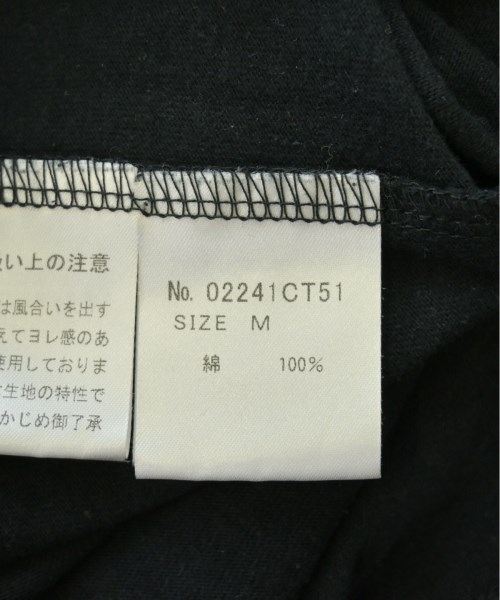 い上の注意
は風合いを出す
えてヨレ感のあ
使用しておりま
生地の特性で
かじめ御了承
No. 02241CT51
SIZE M
綿 100%